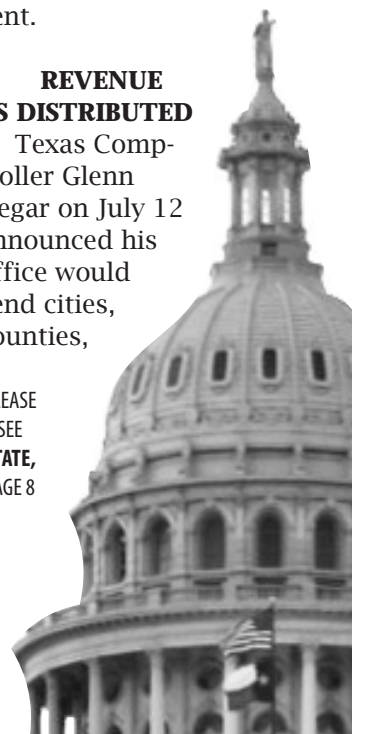 ent.
REVENUE
S DISTRIBUTED
Texas Comp-
oller Glenn
egar on July 12
nnounced his
ffice would
end cities,
ounties,
LEASE
SEE
TATE,
AGE 8